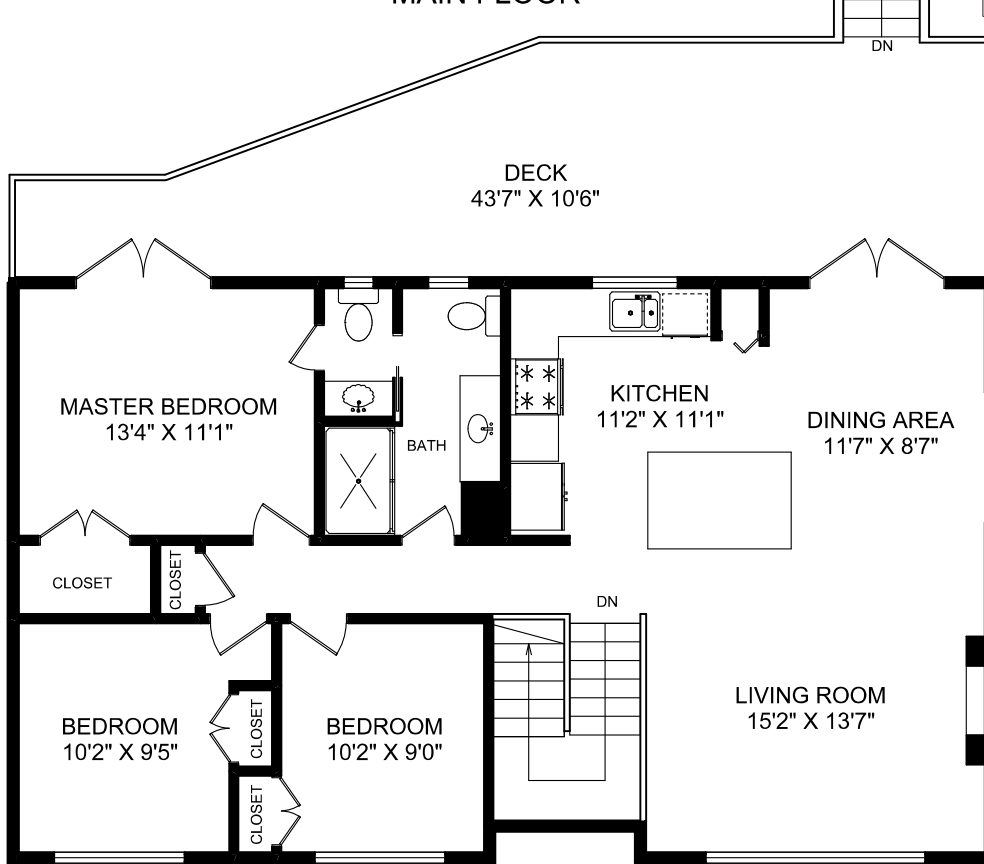 MAIN FLOOR
DN
DECK
43'7" X 10'6"
MASTER BEDROOM
13'4" X 11'1"
BATH
KITCHEN
11'2" X 11'1"
DINING AREA
11'7" X 8'7"
CLOSET
CLOSET
DN
BEDROOM
10'2" X 9'5"
CLOSET
BEDROOM
10'2" X 9'0"
LIVING ROOM
15'2" X 13'7"
CLOSET